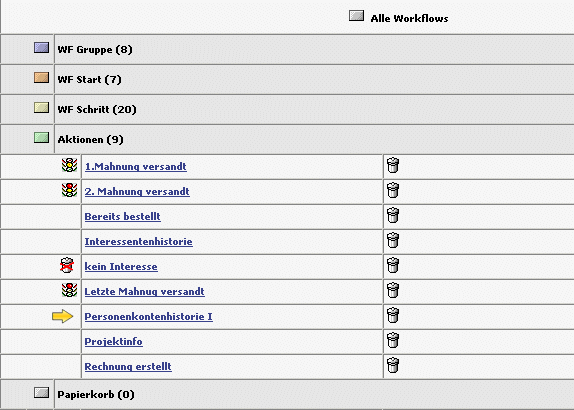 Alle Workflows
WF Gruppe (8)
WF Start (7)
WF Schritt (20)
Aktionen (9)
1.Mahnung versandt
2. Mahnung versandt
Bereits bestellt
Interessentenhistorie
kein Interesse
Letzte Mahnug versandt
Personenkontenhistorie I
Projektinfo
Rechnung erstellt
Papierkorb (0)